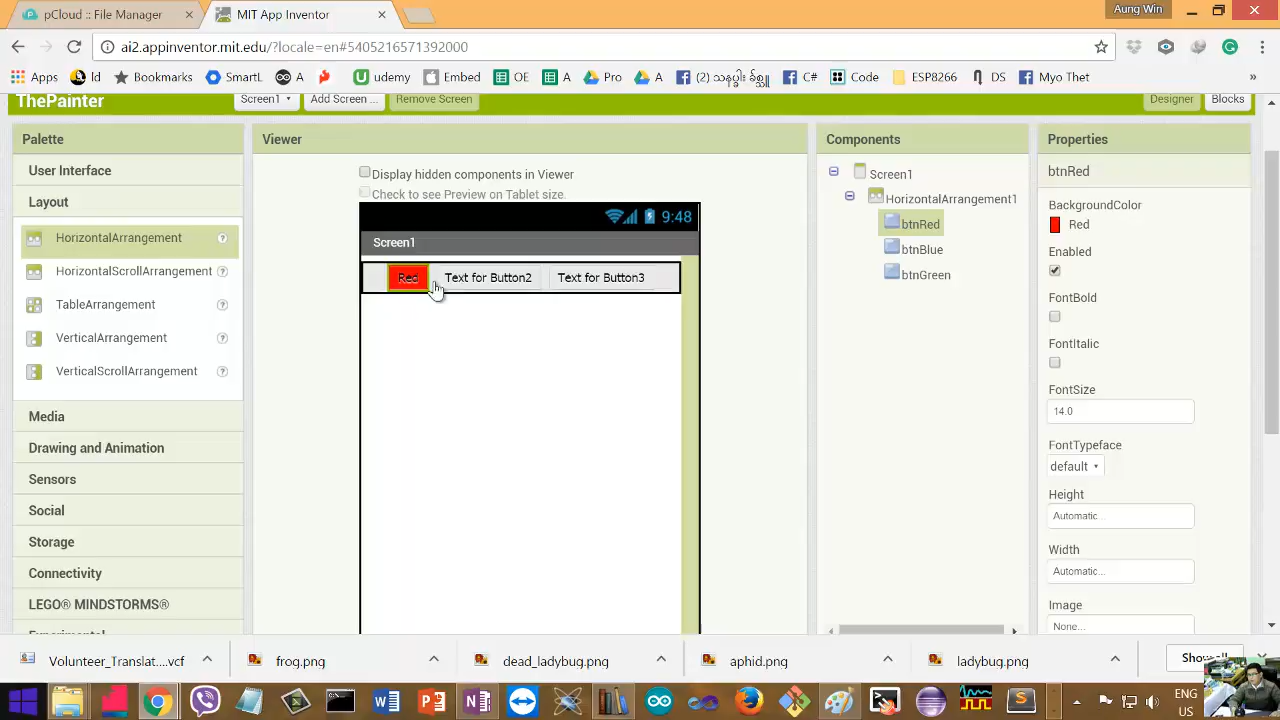 pCloud :: File Manager
MIT App Inventor
Aung Win
ai2.appinventor.mit.edu/?locale=en#5405216571392000
Apps
Id
Bookmarks
SmartL
A
udemy
Embed
OE
A
Pro
A
C#
Code
ESP8266
DS
Myo Thet
»
ThePainter
Screen1
Add Screen ...
Remove Screen
Designer
Blocks
Palette
Viewer
Components
Properties
User Interface
Layout
HorizontalArrangement
HorizontalScrollArrangement
TableArrangement
VerticalArrangement
VerticalScrollArrangement
Media
Drawing and Animation
Sensors
Social
Storage
Connectivity
LEGO® MINDSTORMS®
Experimental
Display hidden components in Viewer
Check to see Preview on Tablet size.
9:48
Screen1
Red
Text for Button2
Text for Button3
Screen1
HorizontalArrangement1
btnRed
btnBlue
btnGreen
btnRed
BackgroundColor
Red
Enabled
FontBold
FontItalic
FontSize
14.0
FontTypeface
default
Height
Automatic...
Width
Automatic...
Image
None...
Volunteer_Translat....vcf
frog.png
dead_ladybug.png
aphid.png
ladybug.png
ENG
US